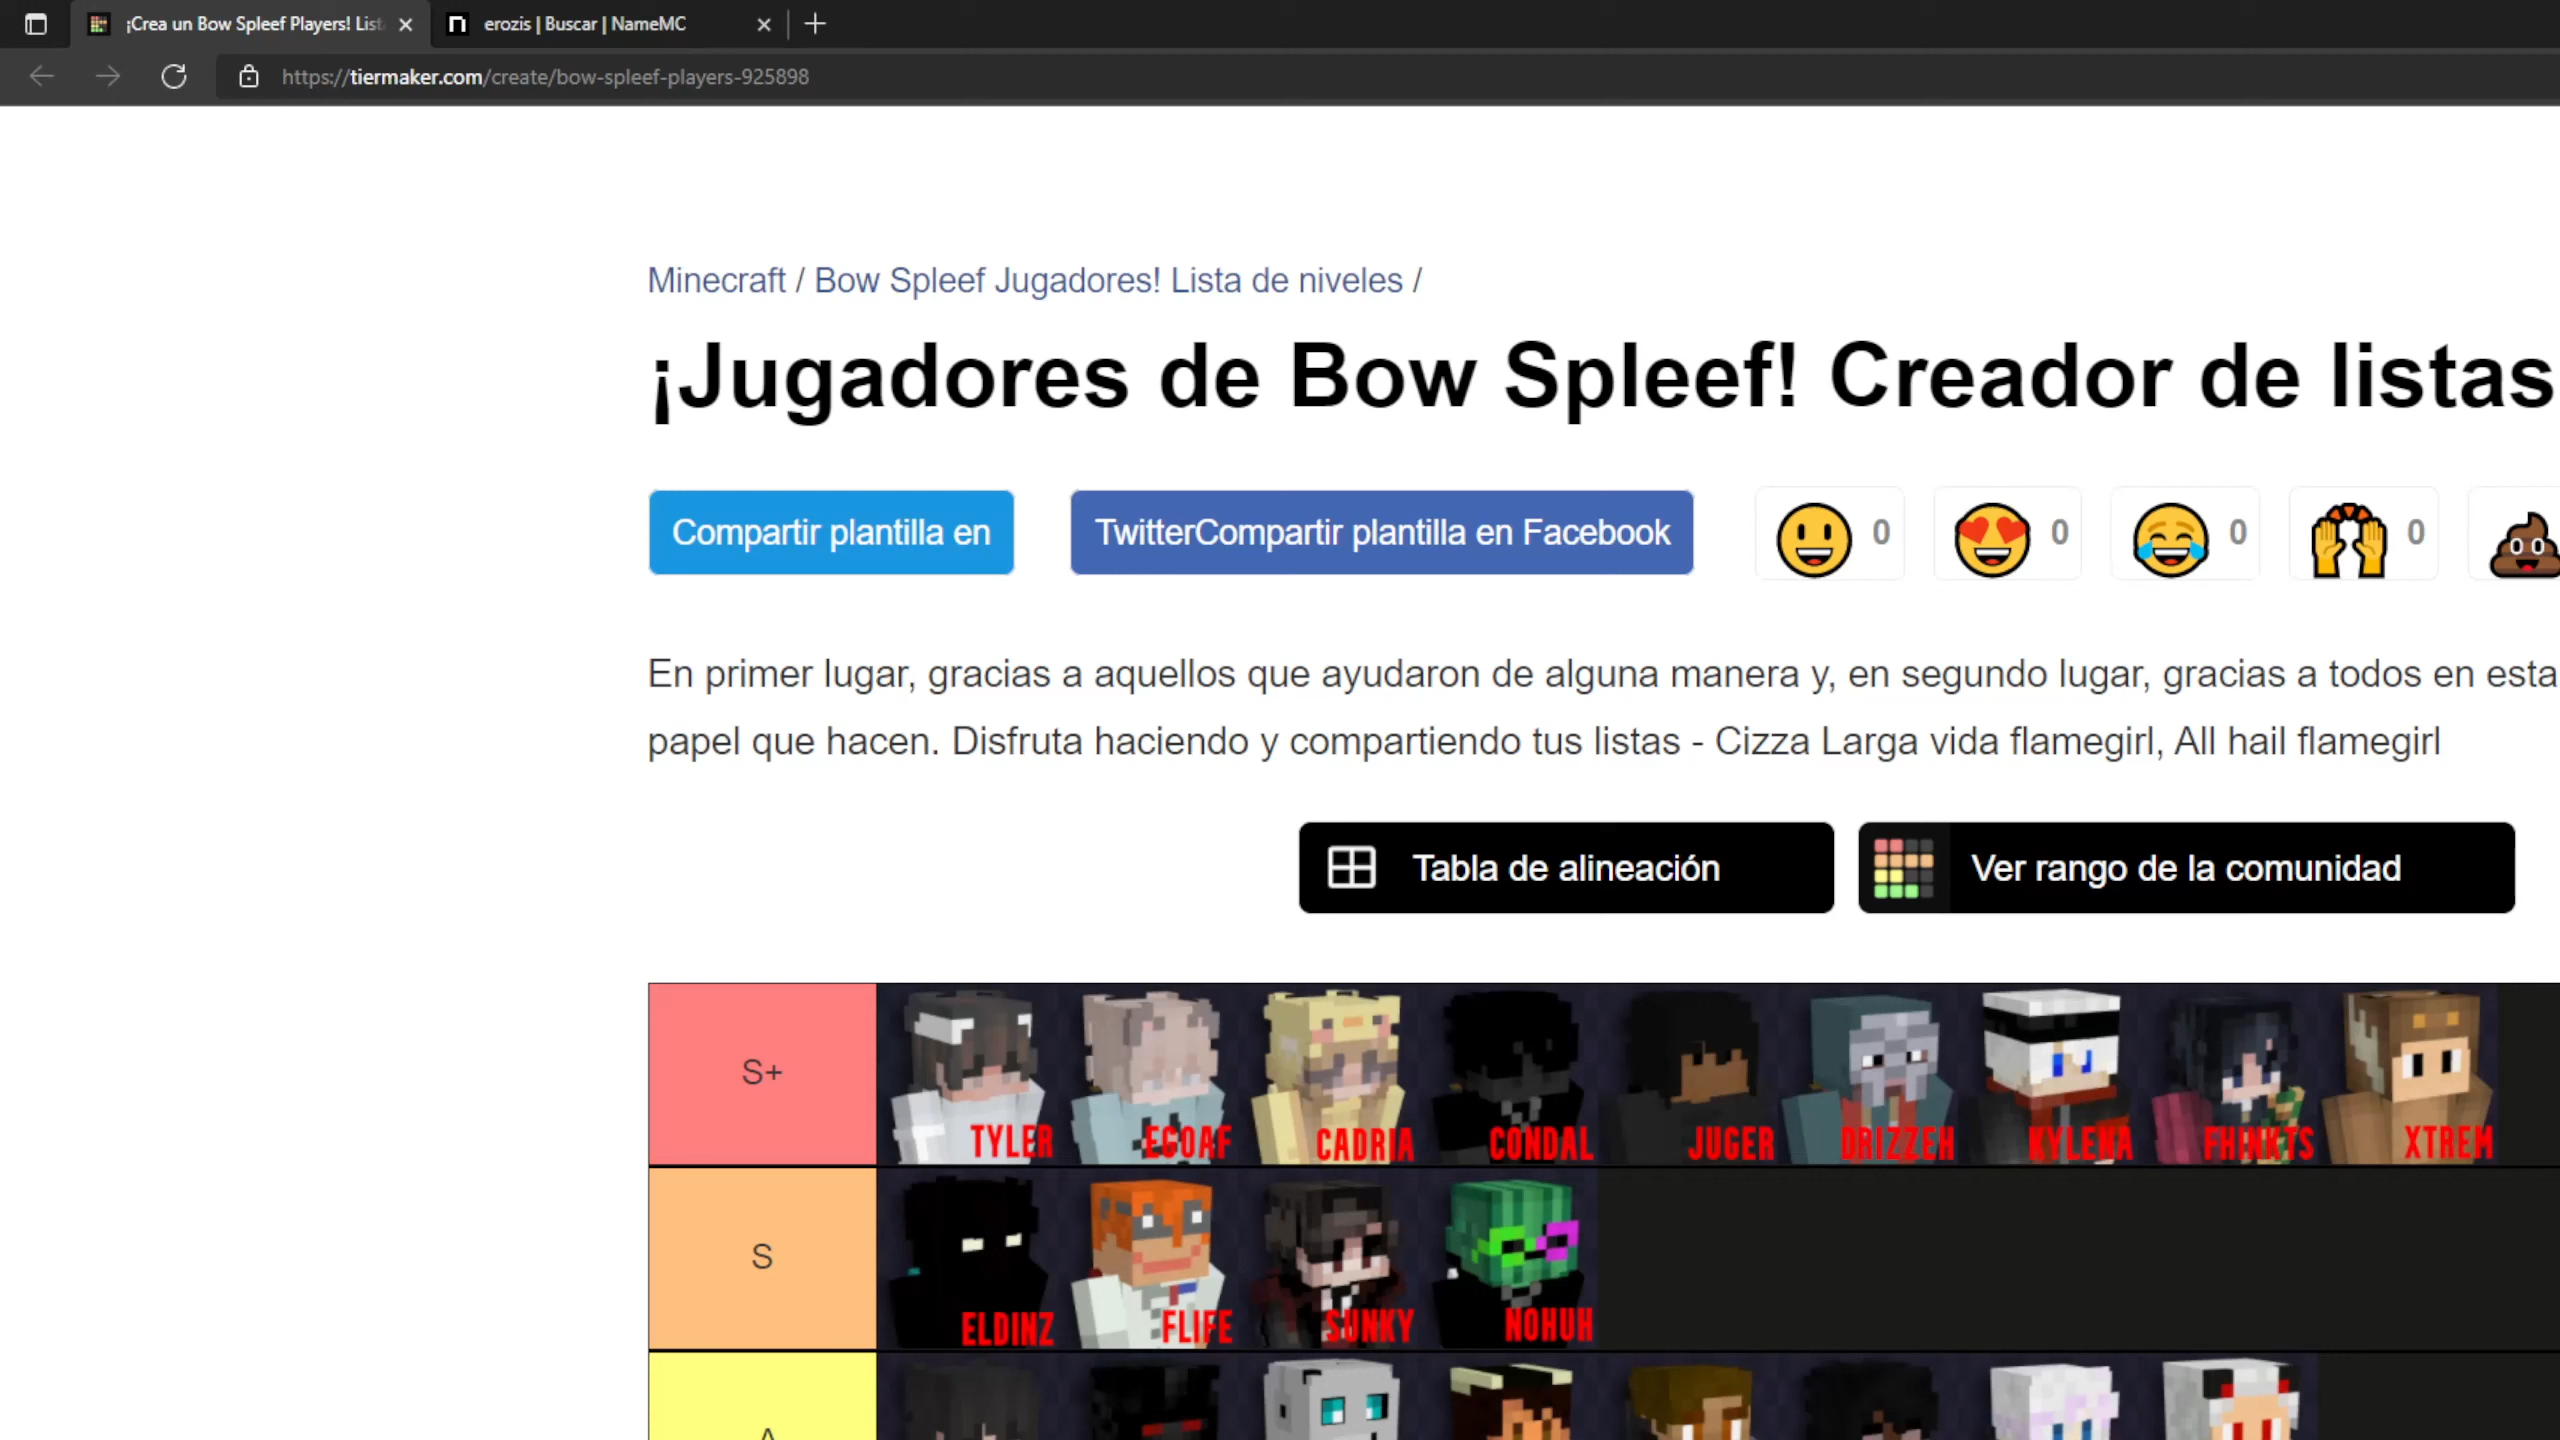 ¡Crea un Bow Spleef Players! List
erozis | Buscar | NameMC
https://tiermaker.com/create/bow-spleef-players-925898
Minecraft / Bow Spleef Jugadores! Lista de niveles /
¡Jugadores de Bow Spleef! Creador de listas
Compartir plantilla en
TwitterCompartir plantilla en Facebook
0
0
0
0
En primer lugar, gracias a aquellos que ayudaron de alguna manera y, en segundo lugar, gracias a todos en esta
papel que hacen. Disfruta haciendo y compartiendo tus listas - Cizza Larga vida flamegirl, All hail flamegirl
Tabla de alineación
Ver rango de la comunidad
S+
TYLER
EGOAF
CADRIA
CONDAL
JUGER
DRIZZEH
KYLENA
FHINKTS
XTREM
S
ELDINZ
FLIFE
SUNKY
NOHUH
A